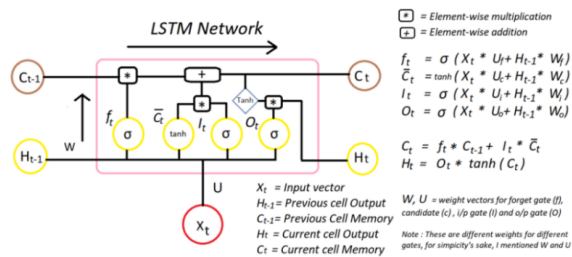 LSTM Network
* = Element-wise multiplication
+ = Element-wise addition
Ct-1
*
+
Ct
ft
C̅t
It
*
Tanh
Ot
*
W
σ
tanh
σ
σ
Ht-1
Ht
U
Xt
ft = σ ( Xt * Uf + Ht-1 * Wf )
C̅t = tanh ( Xt * Uc + Ht-1 * Wc )
It = σ ( Xt * Ui + Ht-1 * Wi )
Ot = σ ( Xt * Uo + Ht-1 * Wo )
Ct = ft * Ct-1 + It * C̅t
Ht = Ot * tanh ( Ct )
Xt = Input vector
Ht-1 = Previous cell Output
Ct-1 = Previous cell Memory
Ht = Current cell Output
Ct = Current cell Memory
W, U = weight vectors for forget gate (f),
candidate (c) , i/p gate (I) and o/p gate (O)
Note : These are different weights for different
gates, for simpicity's sake, I mentioned W and U